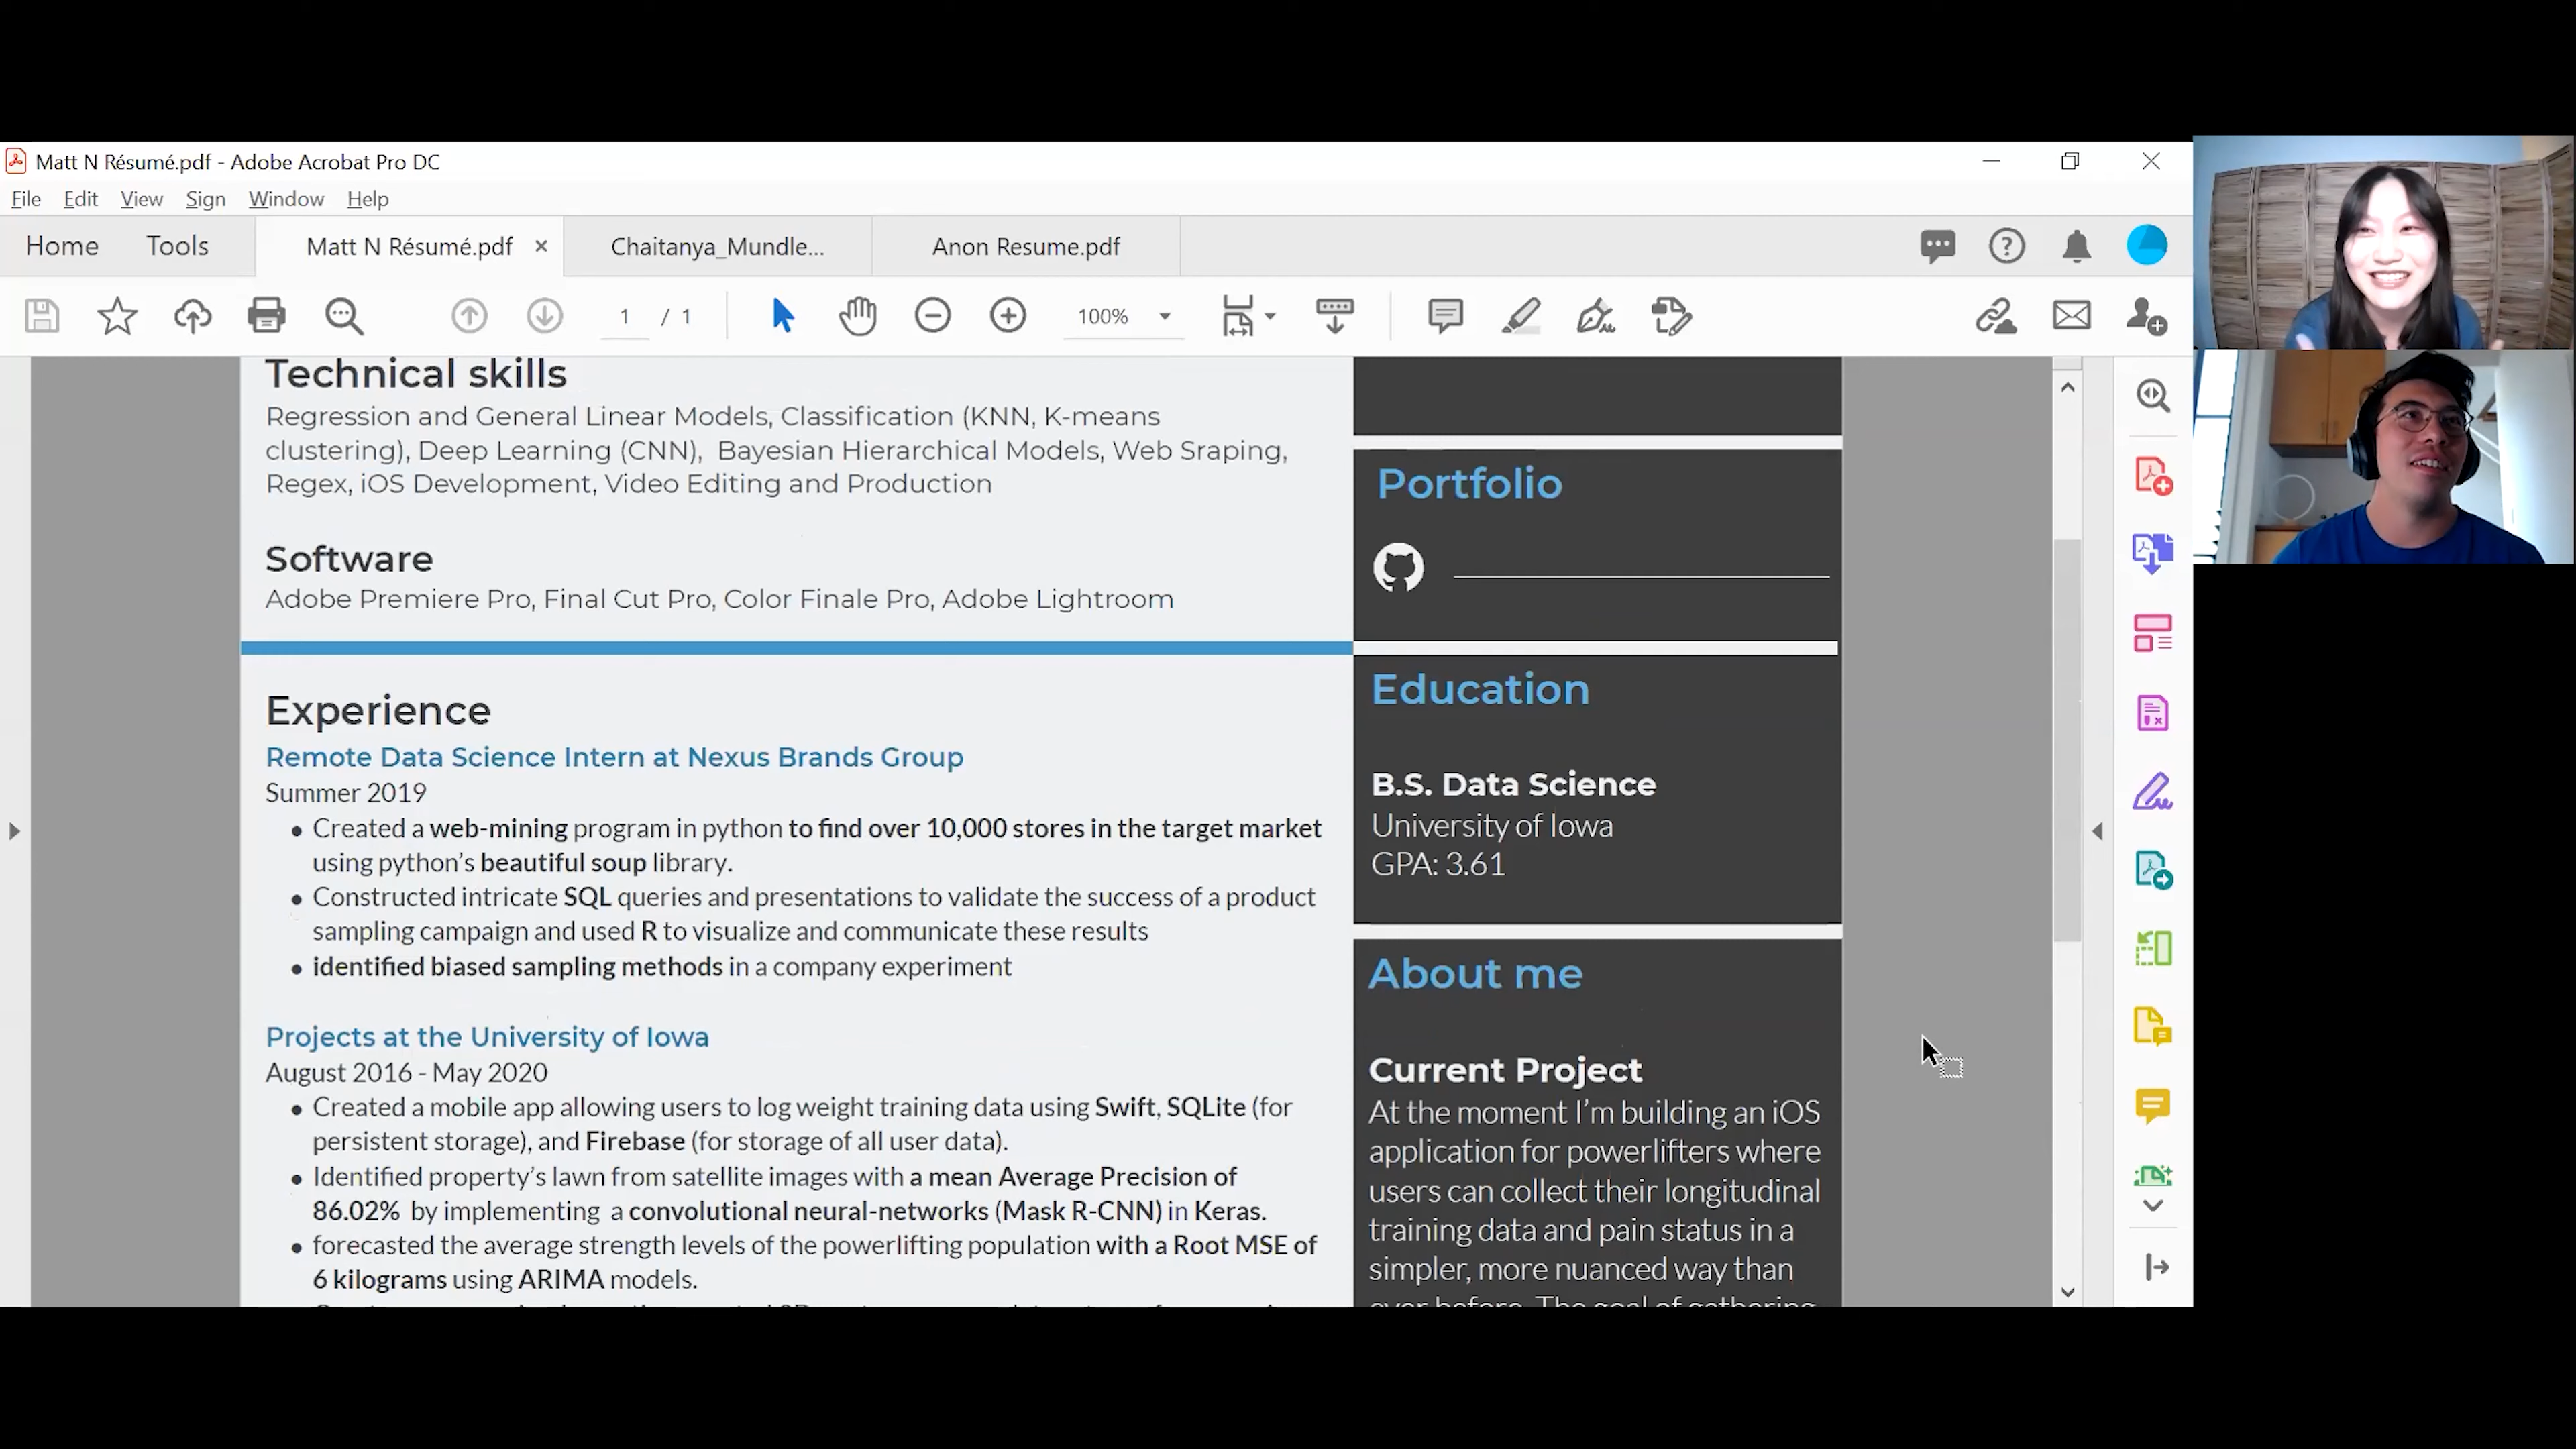 Matt N Résumé.pdf - Adobe Acrobat Pro DC
File Edit View Sign Window Help
Home Tools Matt N Résumé.pdf × Chaitanya_Mundle... Anon Resume.pdf
1 / 1 100%
Technical skills
Regression and General Linear Models, Classification (KNN, K-means
clustering), Deep Learning (CNN), Bayesian Hierarchical Models, Web Sraping,
Regex, iOS Development, Video Editing and Production
Software
Adobe Premiere Pro, Final Cut Pro, Color Finale Pro, Adobe Lightroom
Experience
Remote Data Science Intern at Nexus Brands Group
Summer 2019
• Created a web-mining program in python to find over 10,000 stores in the target market
using python's beautiful soup library.
• Constructed intricate SQL queries and presentations to validate the success of a product
sampling campaign and used R to visualize and communicate these results
• identified biased sampling methods in a company experiment
Projects at the University of Iowa
August 2016 - May 2020
• Created a mobile app allowing users to log weight training data using Swift, SQLite (for
persistent storage), and Firebase (for storage of all user data).
• Identified property's lawn from satellite images with a mean Average Precision of
86.02% by implementing a convolutional neural-networks (Mask R-CNN) in Keras.
• forecasted the average strength levels of the powerlifting population with a Root MSE of
6 kilograms using ARIMA models.
Portfolio
Education
B.S. Data Science
University of Iowa
GPA: 3.61
About me
Current Project
At the moment I'm building an iOS
application for powerlifters where
users can collect their longitudinal
training data and pain status in a
simpler, more nuanced way than
ever before. The goal of gathering